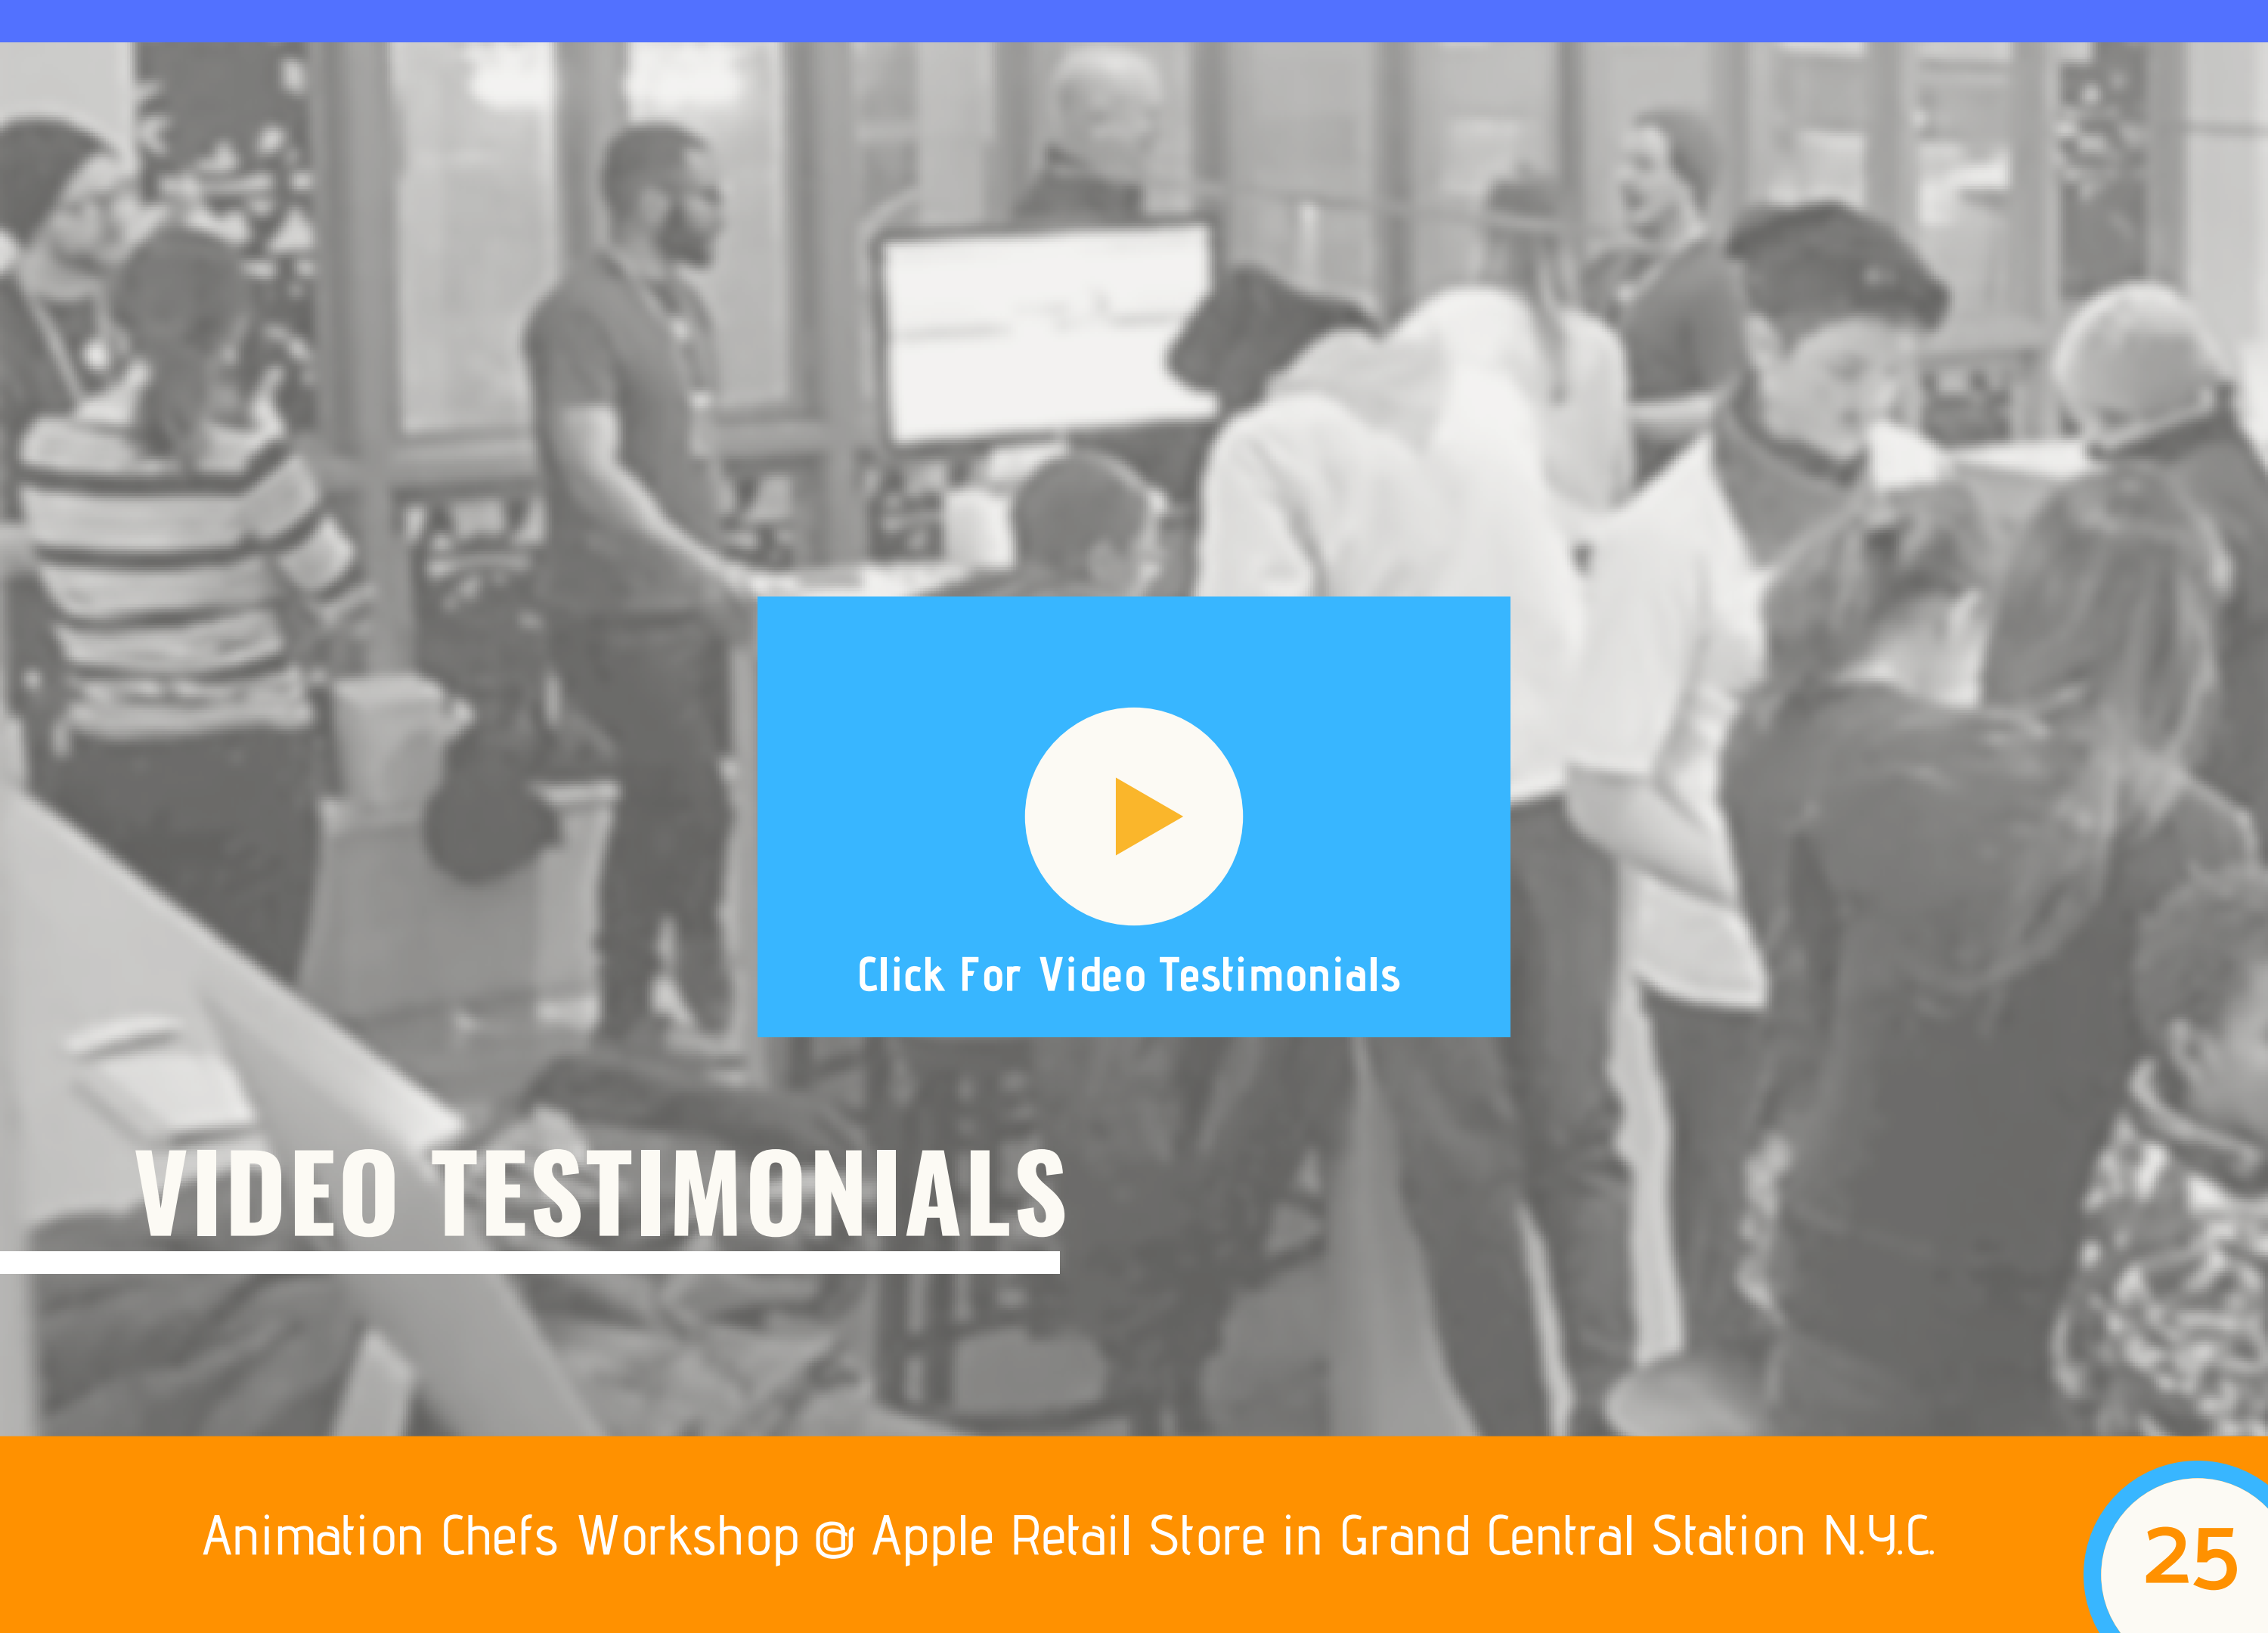 Click For Video Testimonials
VIDEO TESTIMONIALS
Animation Chefs Workshop @ Apple Retail Store in Grand Central Station N.Y.C.
25